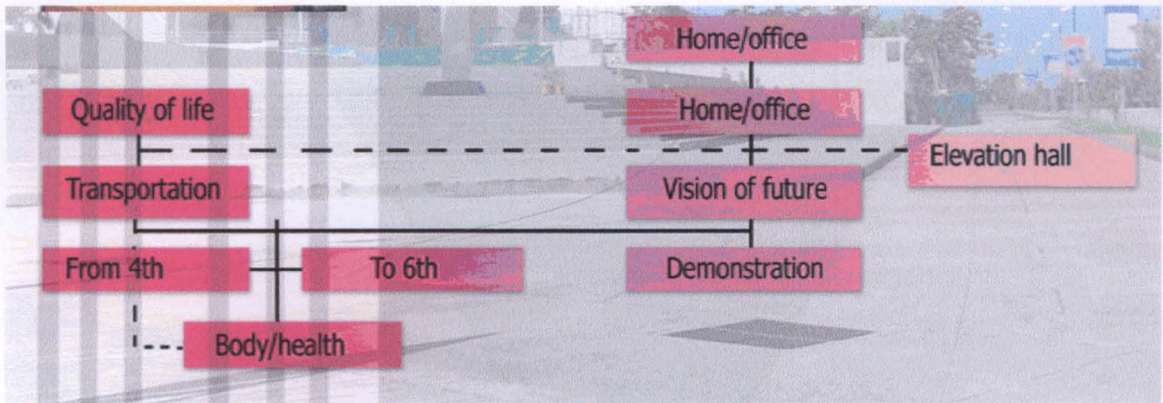 Home/office
Quality of life
Home/office
Elevation hall
Transportation
Vision of future
From 4th
To 6th
Demonstration
Body/health